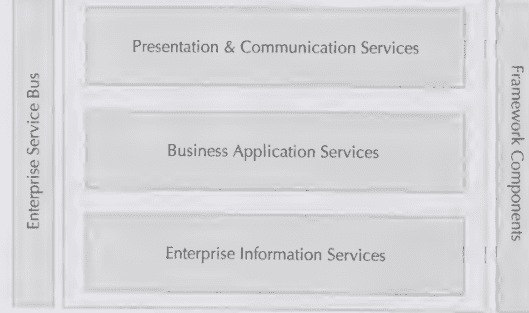 Enterprise Service Bus
Presentation & Communication Services
Business Application Services
Enterprise Information Services
Framework Components